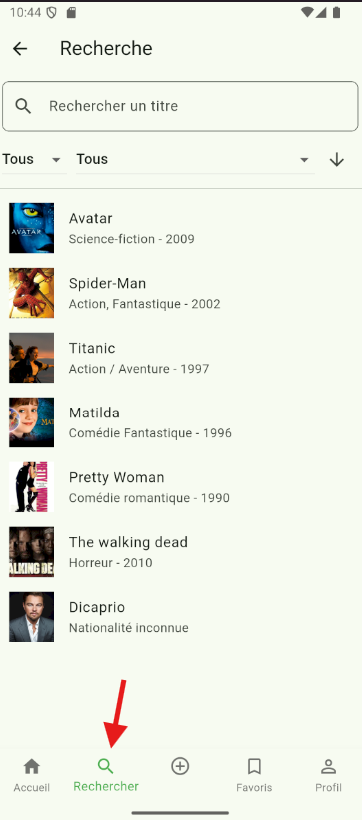 10:44
Recherche
Rechercher un titre
Tous Tous
AVATAR
Avatar
Science-fiction - 2009
Spider-Man
Action, Fantastique - 2002
Titanic
Action / Aventure - 1997
Matilda
Comédie Fantastique - 1996
PRETTY WOMAN
Pretty Woman
Comédie romantique - 1990
ALKING DE
The walking dead
Horreur - 2010
Dicaprio
Nationalité inconnue
Accueil Rechercher Favoris Profil